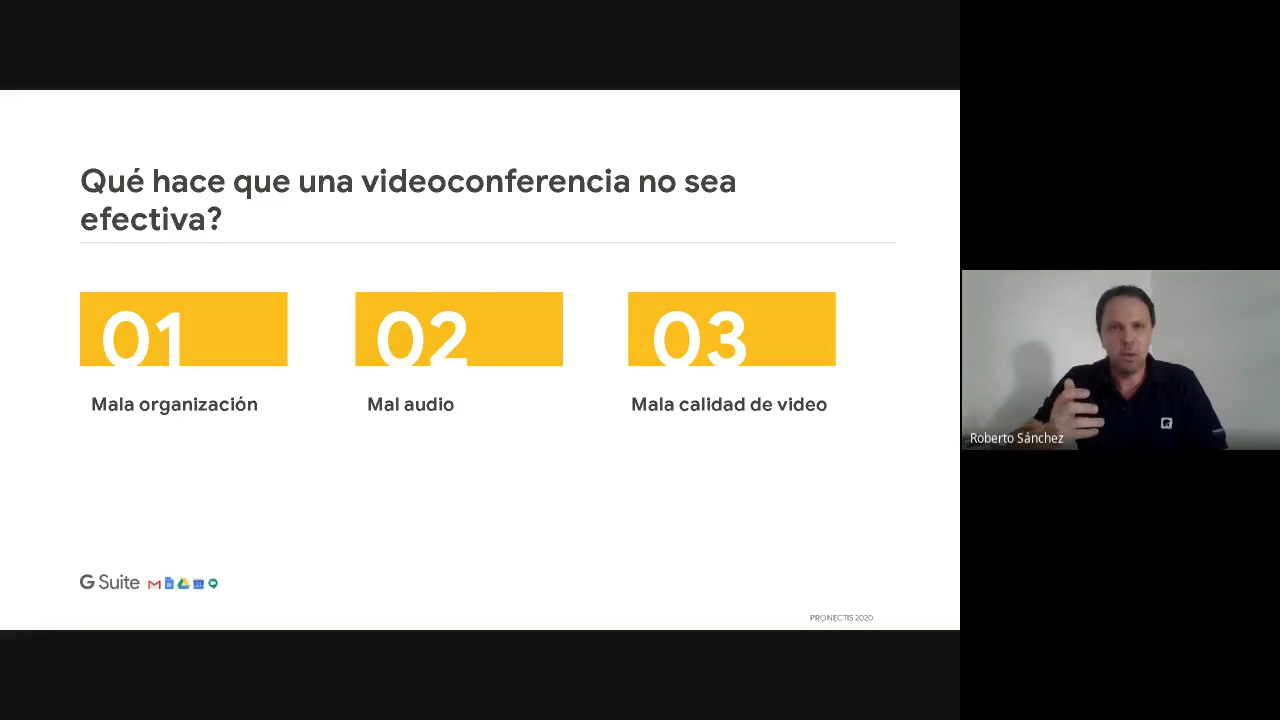 Qué hace que una videoconferencia no sea
efectiva?
01
02
03
Mala organización
Mal audio
Mala calidad de video
Roberto Sánchez
G Suite
PROINECTIS 2020